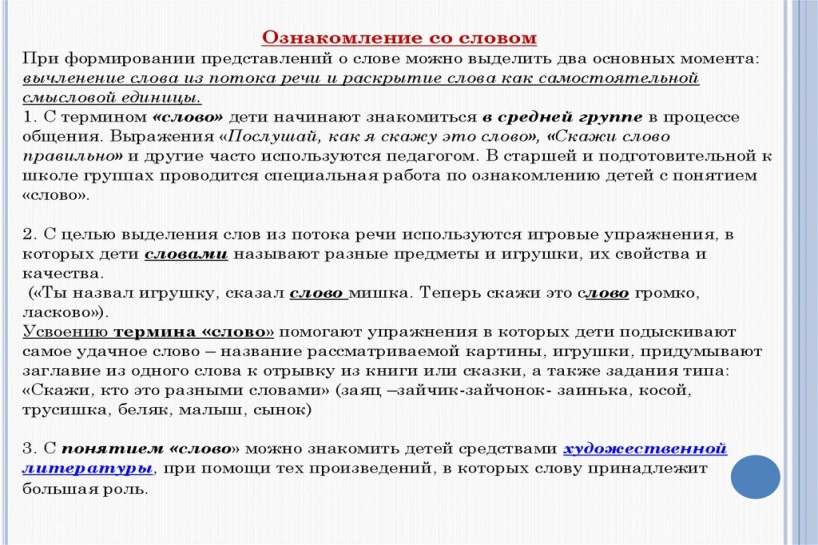 Ознакомление со словом
При формировании представлений о слове можно выделить два основных момента:
вычленение слова из потока речи и раскрытие слова как самостоятельной
смысловой единицы.
1. С термином «слово» дети начинают знакомиться в средней группе в процессе
общения. Выражения «Послушай, как я скажу это слово», «Скажи слово
правильно» и другие часто используются педагогом. В старшей и подготовительной к
школе группах проводится специальная работа по ознакомлению детей с понятием
«слово».
2. С целью выделения слов из потока речи используются игровые упражнения, в
которых дети словами называют разные предметы и игрушки, их свойства и
качества.
(«Ты назвал игрушку, сказал слово мишка. Теперь скажи это слово громко,
ласково»).
Усвоению термина «слово» помогают упражнения в которых дети подыскивают
самое удачное слово – название рассматриваемой картины, игрушки, придумывают
заглавие из одного слова к отрывку из книги или сказки, а также задания типа:
«Скажи, кто это разными словами» (заяц –зайчик-зайчонок- заинька, косой,
трусишка, беляк, малыш, сынок)
3. С понятием «слово» можно знакомить детей средствами художественной
литературы, при помощи тех произведений, в которых слову принадлежит
большая роль.